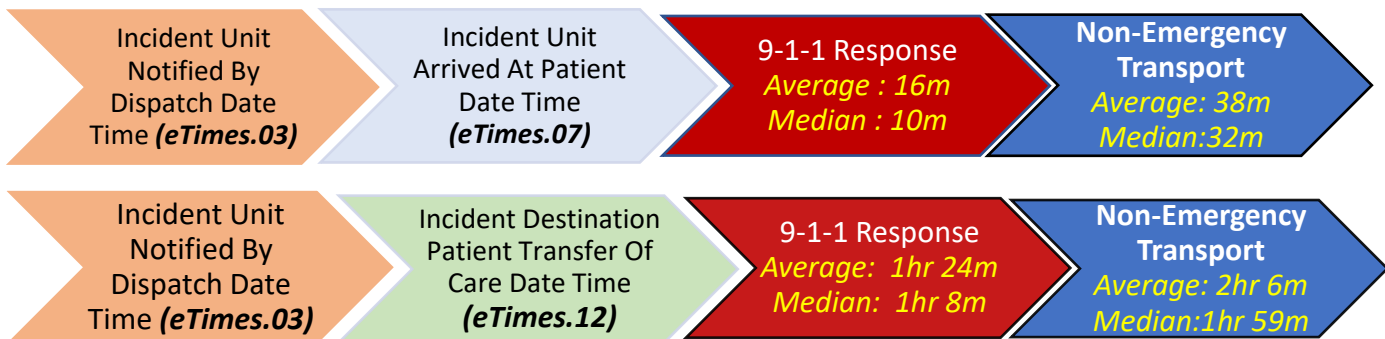 Incident Unit
Notified By
Dispatch Date
Time (eTimes.03)
Incident Unit
Arrived At Patient
Date Time
(eTimes.07)
9-1-1 Response
Average : 16m
Median : 10m
Non-Emergency
Transport
Average: 38m
Median:32m
Incident Unit
Notified By
Dispatch Date
Time (eTimes.03)
Incident Destination
Patient Transfer Of
Care Date Time
(eTimes.12)
9-1-1 Response
Average:  1hr 24m
Median:  1hr 8m
Non-Emergency
Transport
Average: 2hr 6m
Median:1hr 59m